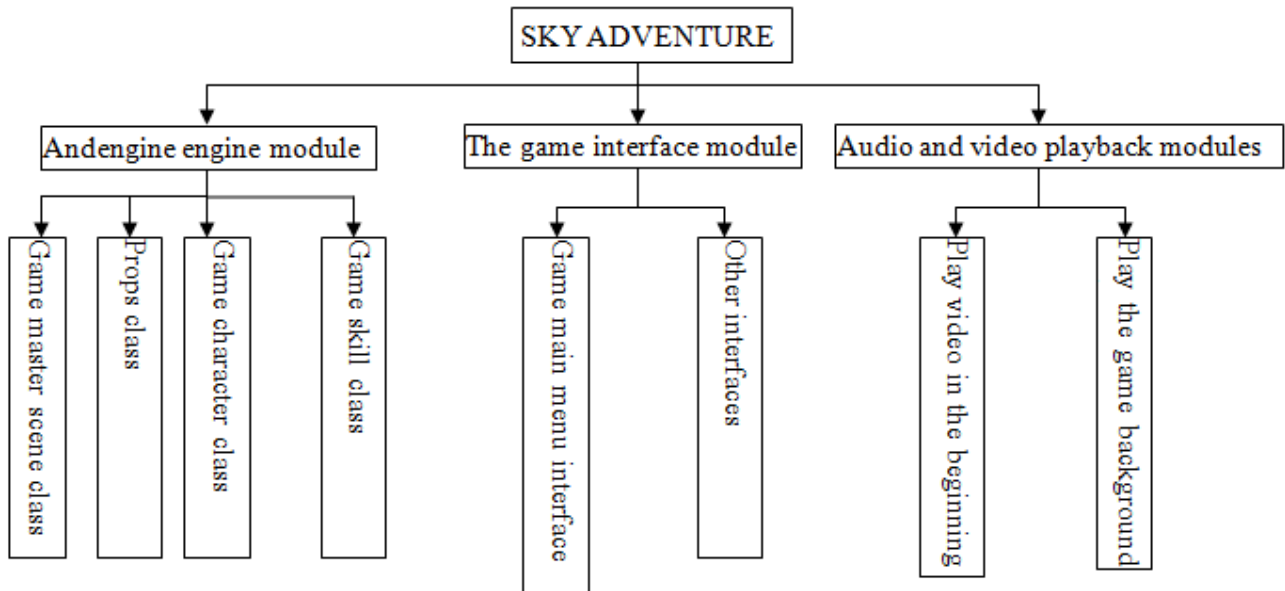 SKY ADVENTURE
Andengine engine module
The game interface module
Audio and video playback modules
Game master scene class
Props class
Game character class
Game skill class
Game main menu interface
Other interfaces
Play video in the beginning
Play the game background